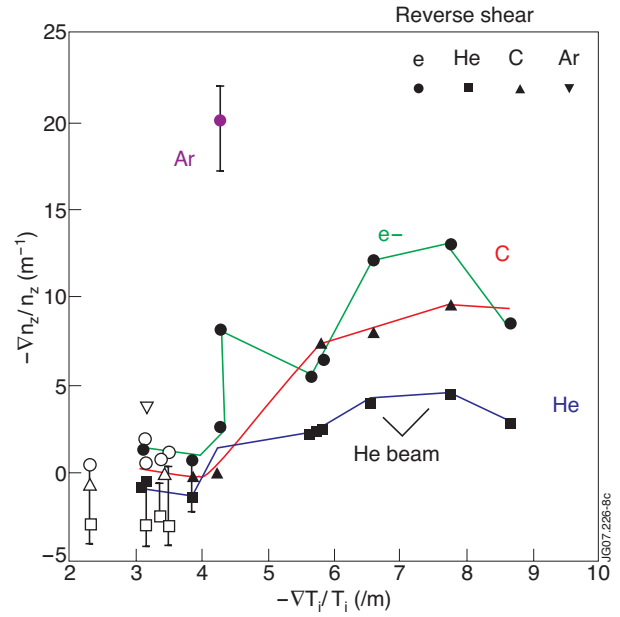 Reverse shear
e He C Ar
25
20
15
10
5
0
−5
Ar
e−
C
He
He beam
−∇n_z/n_z (m⁻¹)
2 3 4 5 6 7 8 9 10
−∇T_i/T_i (/m)
JG07.226-8c